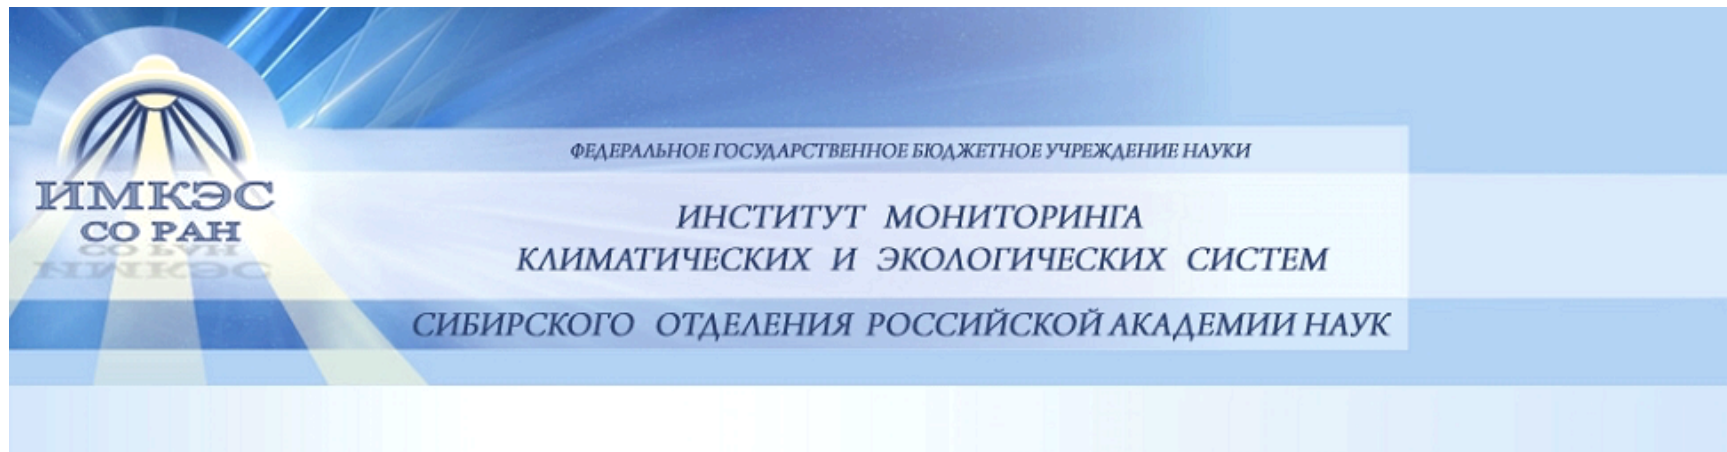 ИМКЭС
СО РАН
ФЕДЕРАЛЬНОЕ ГОСУДАРСТВЕННОЕ БЮДЖЕТНОЕ УЧРЕЖДЕНИЕ НАУКИ
ИНСТИТУТ МОНИТОРИНГА
КЛИМАТИЧЕСКИХ И ЭКОЛОГИЧЕСКИХ СИСТЕМ
СИБИРСКОГО ОТДЕЛЕНИЯ РОССИЙСКОЙ АКАДЕМИИ НАУК